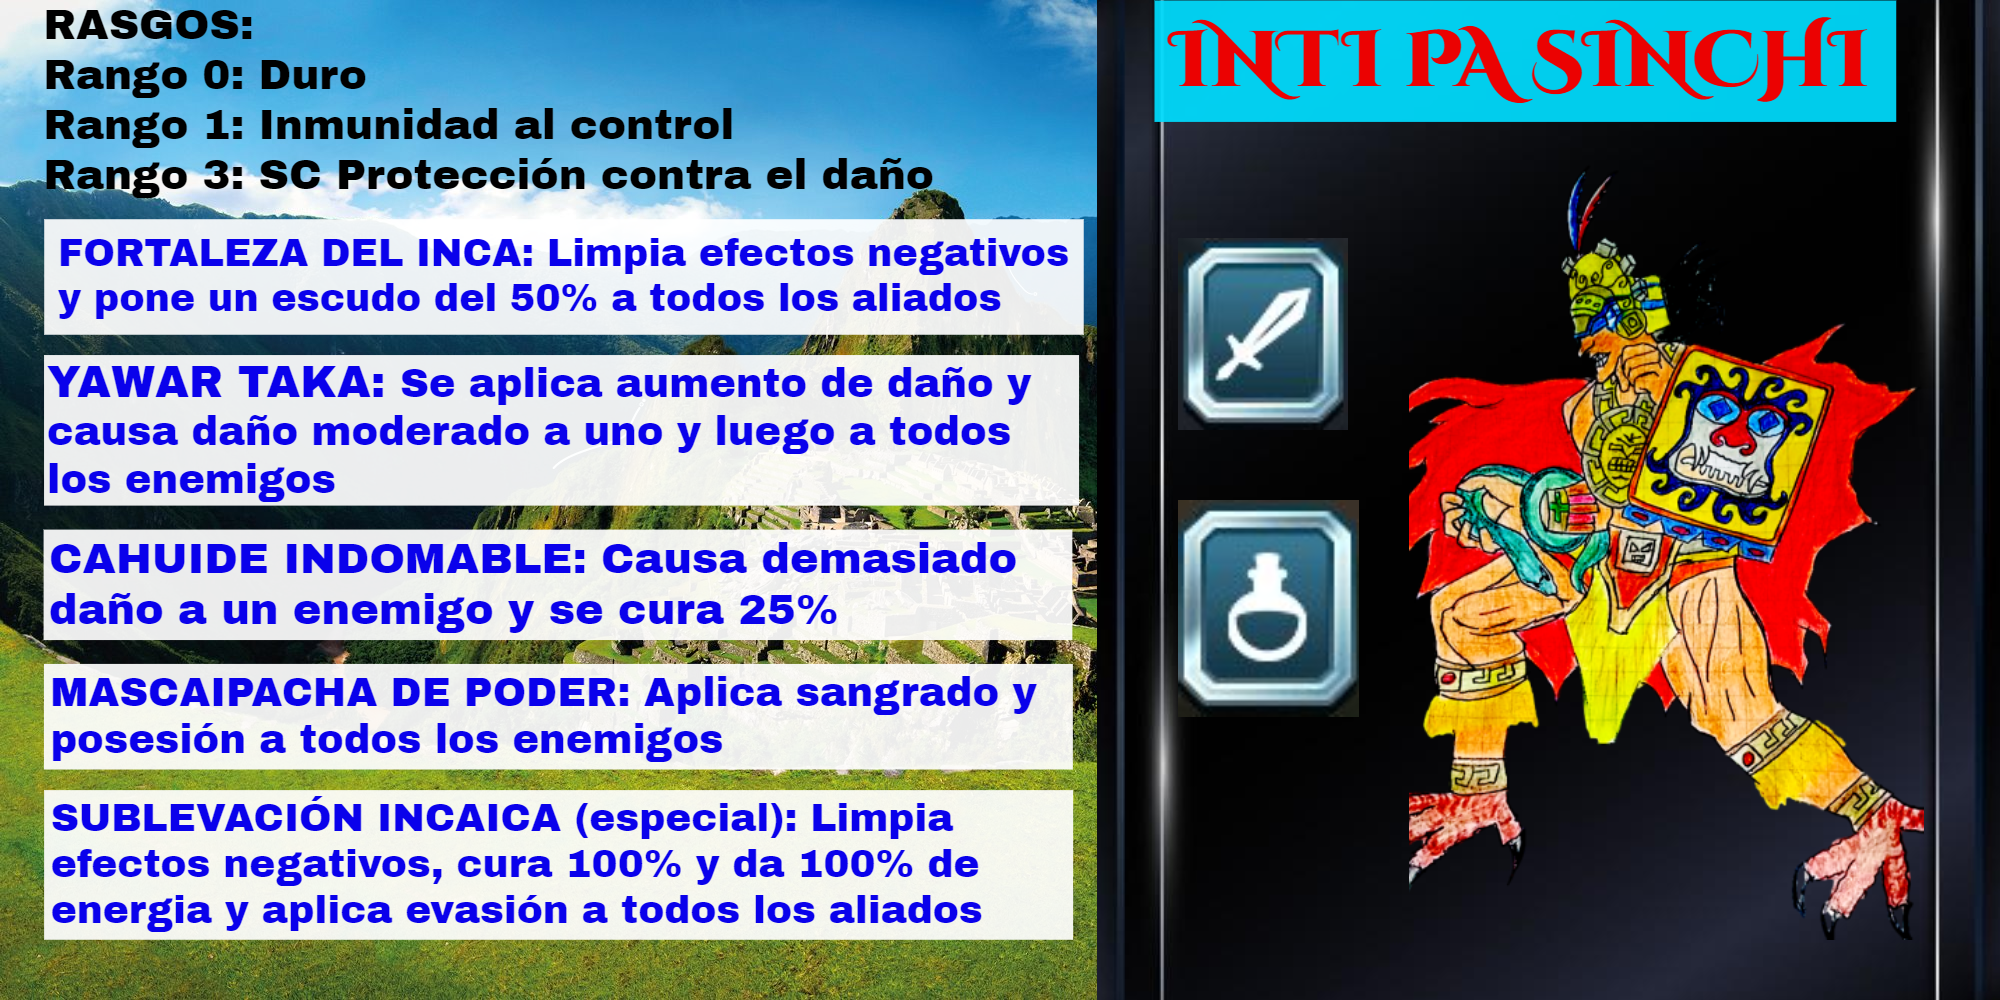 RASGOS:
Rango 0: Duro
Rango 1: Inmunidad al control
Rango 3: SC Protección contra el daño
FORTALEZA DEL INCA: Limpia efectos negativos
y pone un escudo del 50% a todos los aliados
YAWAR TAKA: Se aplica aumento de daño y
causa daño moderado a uno y luego a todos
los enemigos
CAHUIDE INDOMABLE: Causa demasiado
daño a un enemigo y se cura 25%
MASCAIPACHA DE PODER: Aplica sangrado y
posesión a todos los enemigos
SUBLEVACIÓN INCAICA (especial): Limpia
efectos negativos, cura 100% y da 100% de
energia y aplica evasión a todos los aliados
INTI PA SINCHI